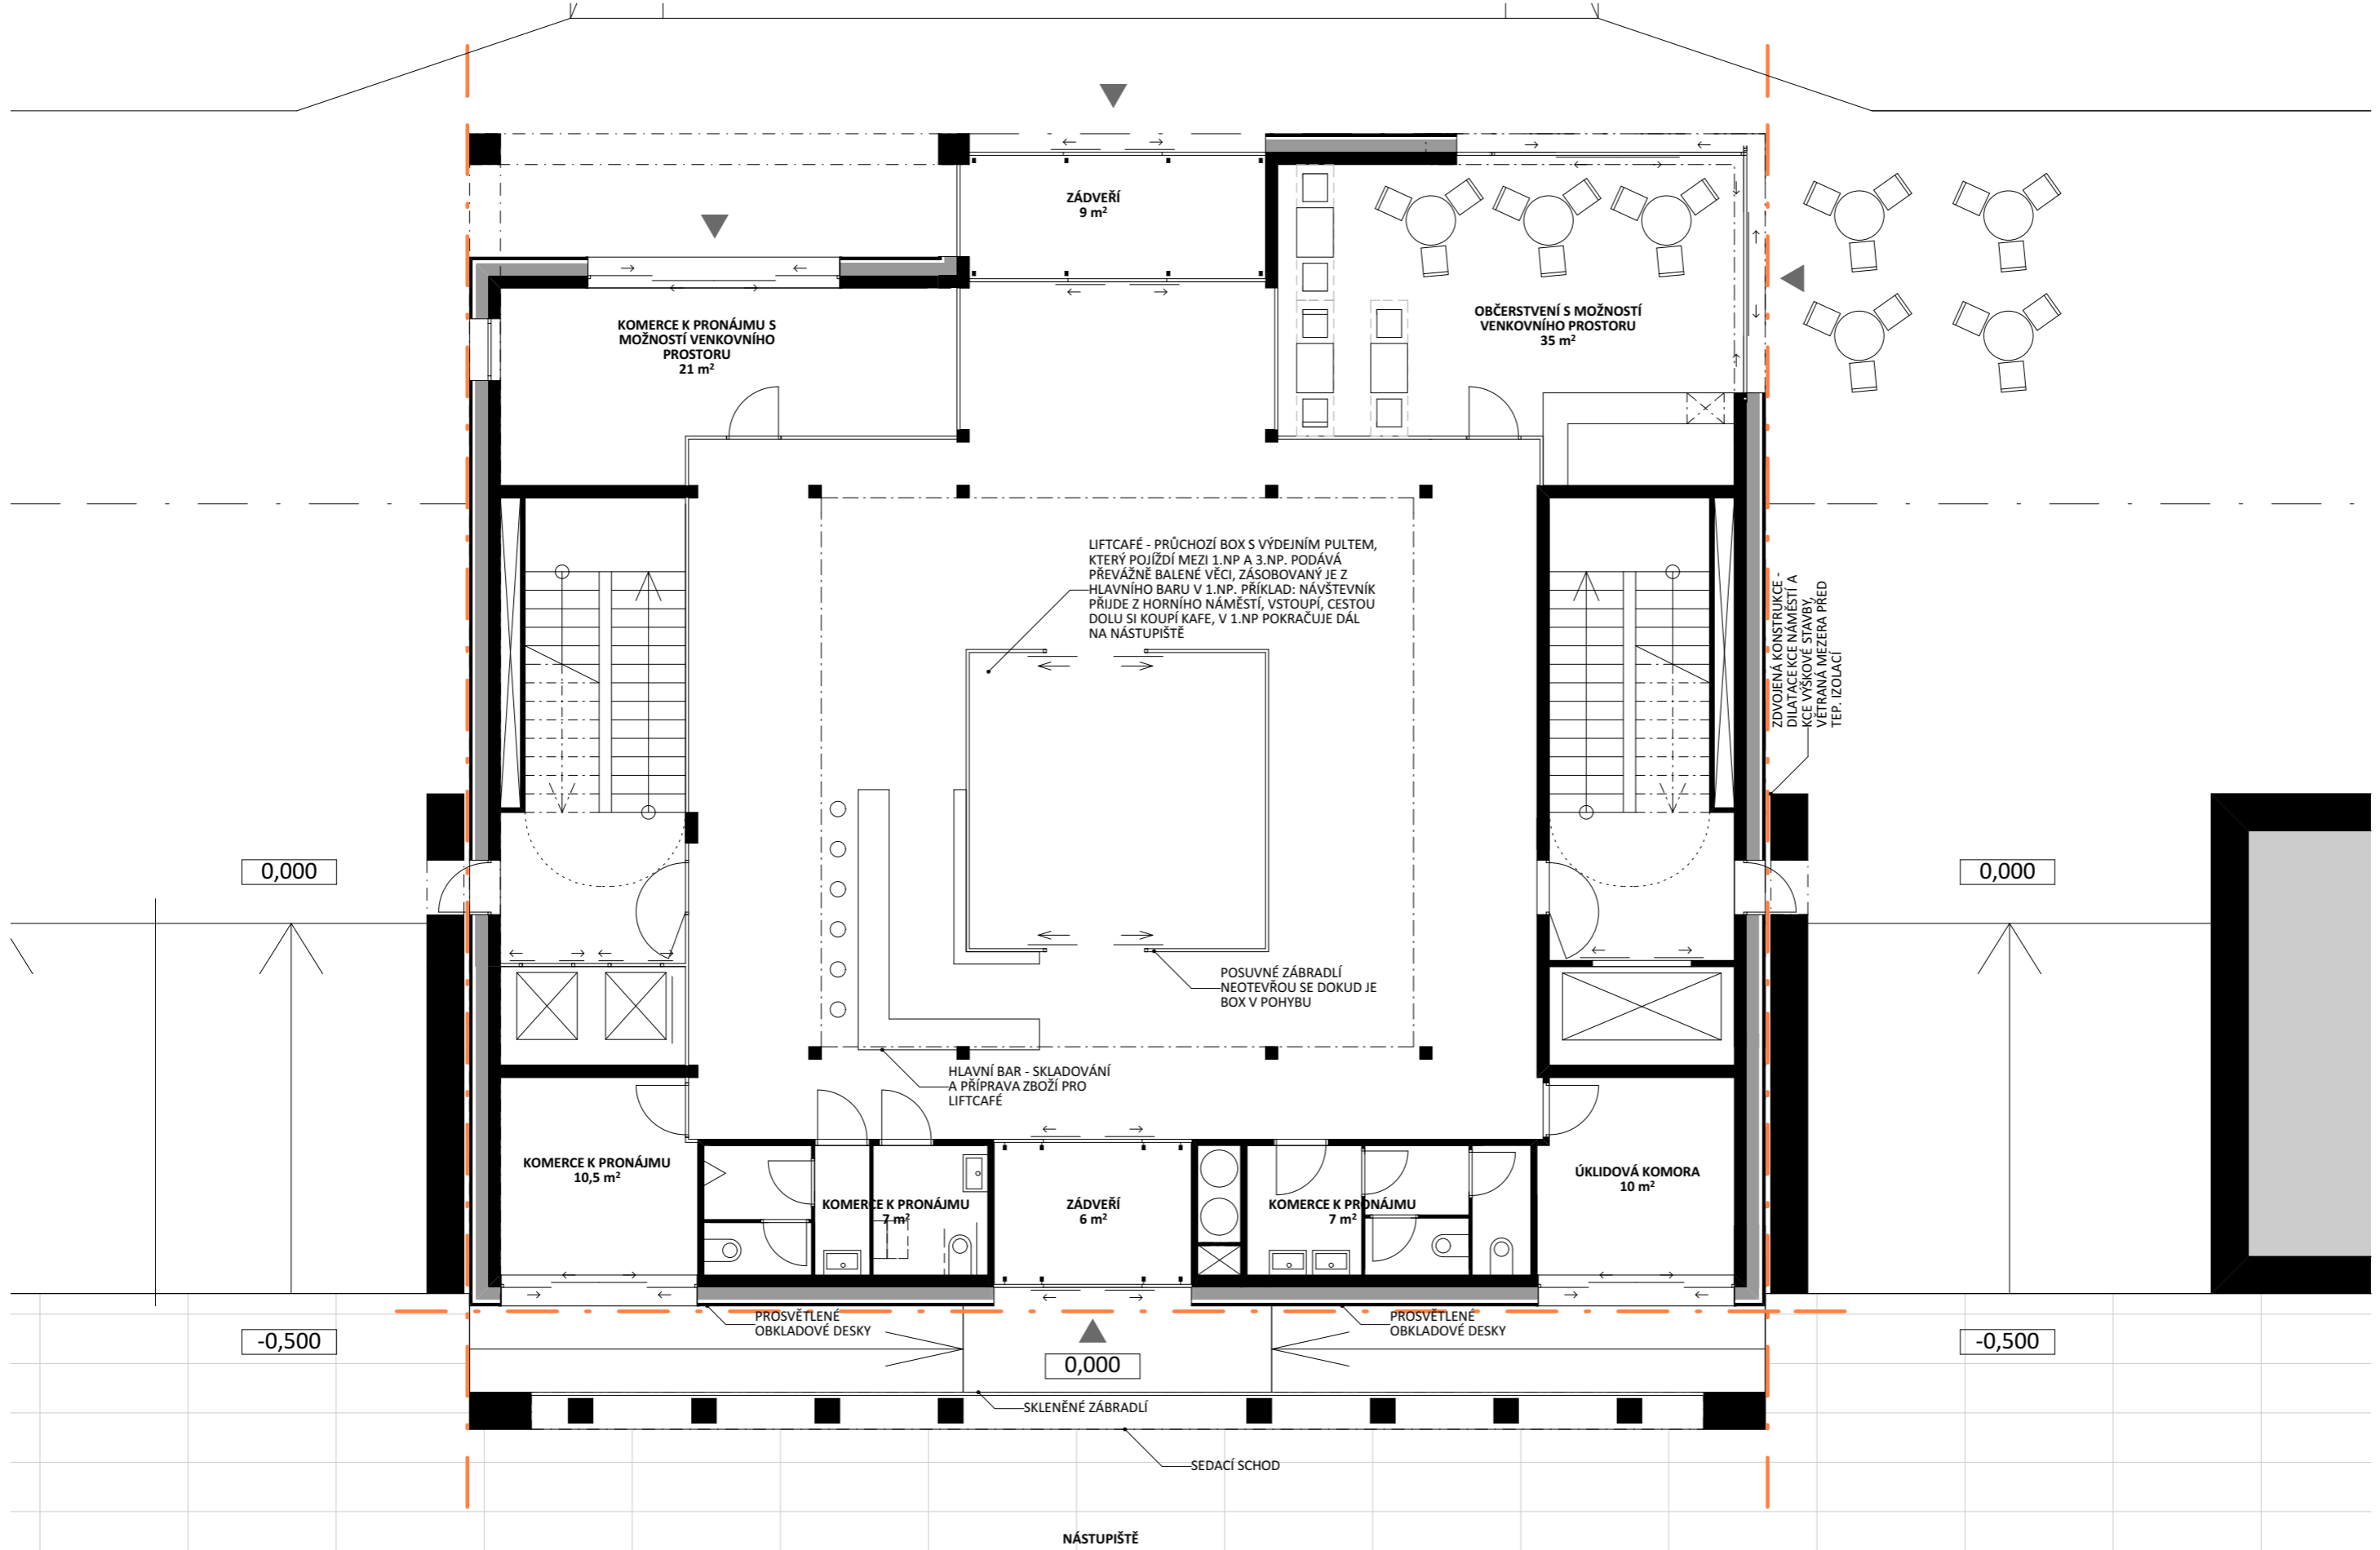 ZÁDVEŘÍ
9 m²
KOMERCE K PRONÁJMU S
MOŽNOSTÍ VENKOVNÍHO
PROSTORU
21 m²
OBČERSTVENÍ S MOŽNOSTÍ
VENKOVNÍHO PROSTORU
35 m²
LIFTCAFÉ - PRŮCHOZÍ BOX S VÝDEJNÍM PULTEM,
KTERÝ POJÍŽDÍ MEZI 1.NP A 3.NP. PODÁVÁ
PŘEVÁŽNĚ BALENÉ VĚCI, ZÁSOBOVANÝ JE Z
HLAVNÍHO BARU V 1.NP. PŘÍKLAD: NÁVŠTEVNÍK
PŘIJDE Z HORNÍHO NÁMĚSTÍ, VSTOUPÍ, CESTOU
DOLU SI KOUPÍ KAFE, V 1.NP POKRAČUJE DÁL
NA NÁSTUPIŠTĚ
ZDVOJENÁ KONSTRUKCE -
DILATACE KCE NÁMĚSTÍ A
KCE VÝŠKOVÉ STAVBY,
VĚTRANÁ MEZERA PŘED
TEP. IZOLACÍ
0,000
0,000
POSUVNÉ ZÁBRADLÍ
NEOTEVŘOU SE DOKUD JE
BOX V POHYBU
HLAVNÍ BAR - SKLADOVÁNÍ
A PŘÍPRAVA ZBOŽÍ PRO
LIFTCAFÉ
KOMERCE K PRONÁJMU
10,5 m²
KOMERCE K PRONÁJMU
7 m²
ZÁDVEŘÍ
6 m²
KOMERCE K PRONÁJMU
7 m²
ÚKLIDOVÁ KOMORA
10 m²
PROSVĚTLENÉ
OBKLADOVÉ DESKY
PROSVĚTLENÉ
OBKLADOVÉ DESKY
-0,500
0,000
-0,500
SKLENĚNÉ ZÁBRADLÍ
SEDACÍ SCHOD
NÁSTUPIŠTĚ